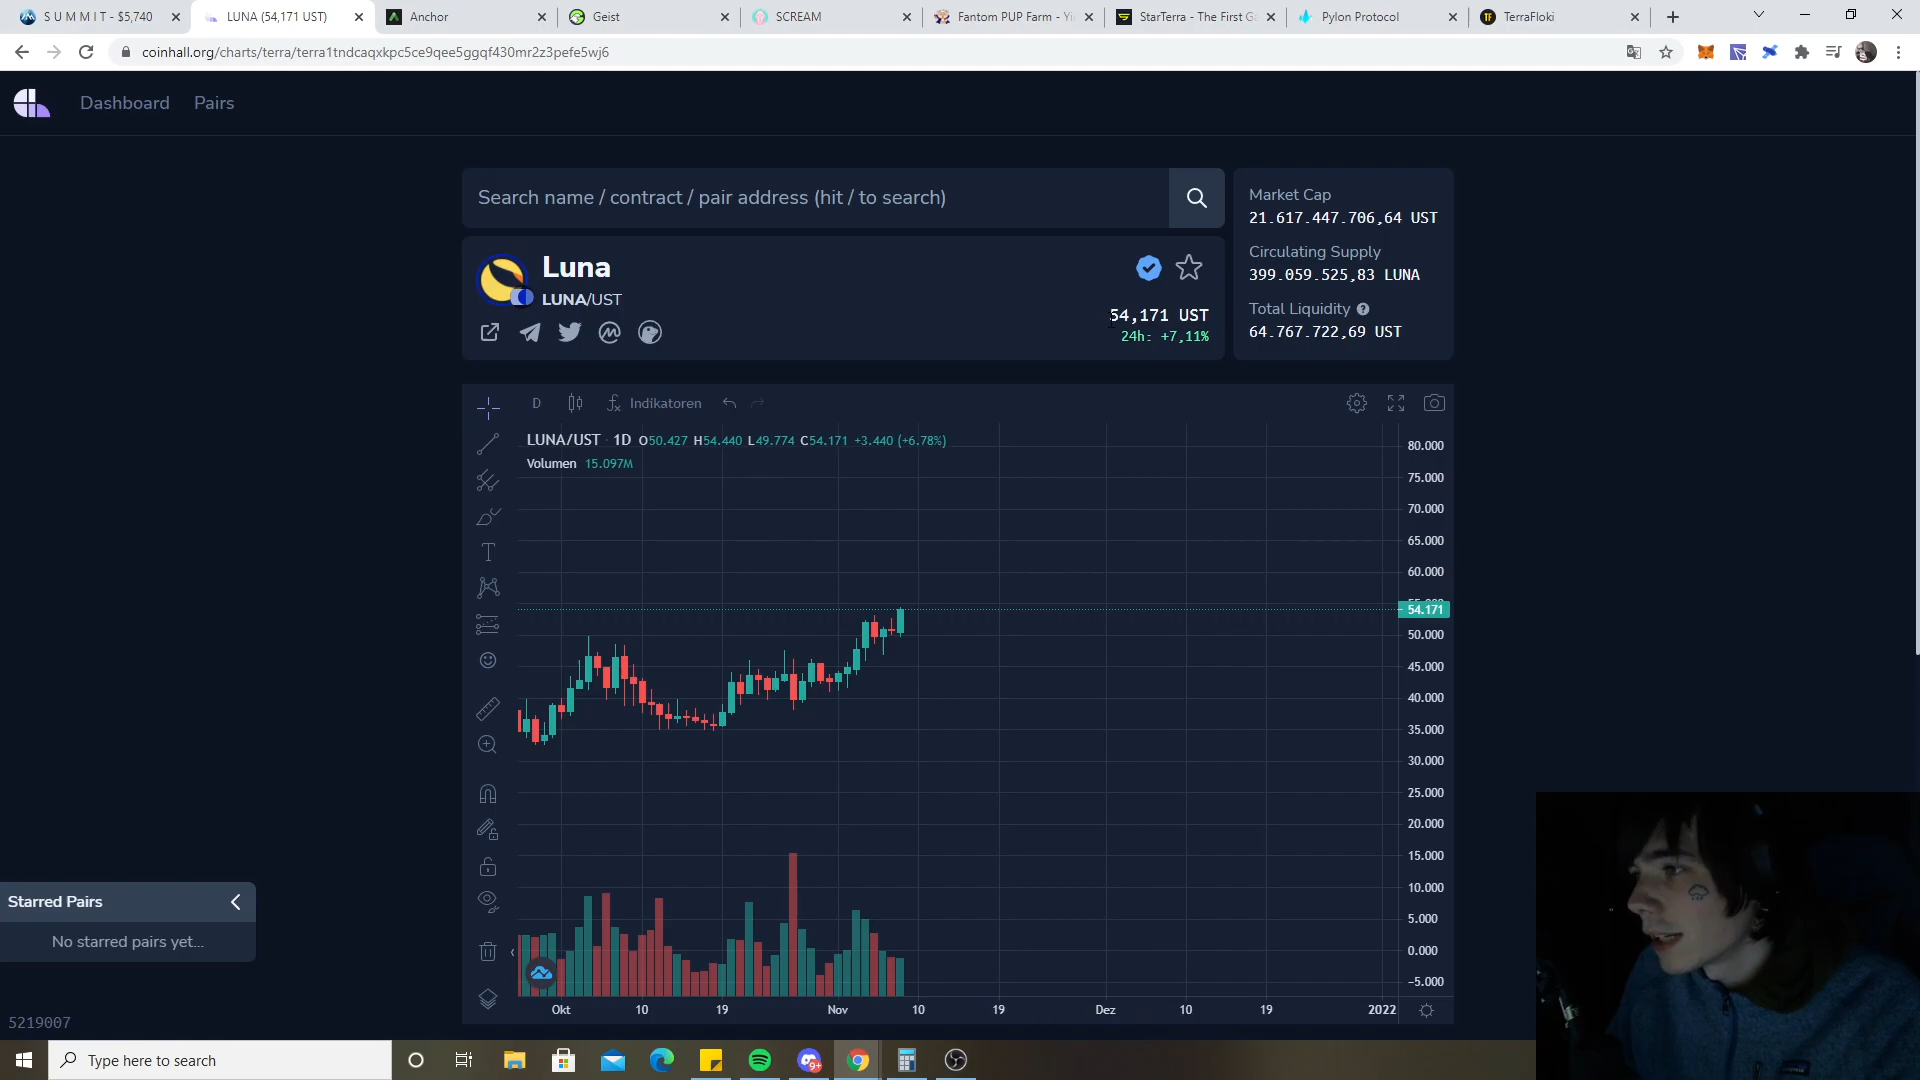 S U M M I T - $5,740
LUNA (54,171 UST)
Anchor
Geist
SCREAM
Fantom PUP Farm - Yi
StarTerra - The First G
Pylon Protocol
TF
TerraFloki
coinhall.org/charts/terra/terra1tndcaqxkpc5ce9qee5ggqf430mr2z3pefe5wj6
Dashboard
Pairs
Search name / contract / pair address (hit / to search)
Market Cap
21.617.447.706,64 UST
Circulating Supply
399.059.525,83 LUNA
Total Liquidity ?
64.767.722,69 UST
Luna
LUNA/UST
54,171 UST
24h: +7,11%
D
Indikatoren
LUNA/UST · 1D O50.427 H54.440 L49.774 C54.171 +3.440 (+6.78%)
Volumen 15.097M
80.000
75.000
70.000
65.000
60.000
54.171
50.000
45.000
40.000
35.000
30.000
25.000
20.000
15.000
10.000
5.000
0.000
-5.000
Okt
10
19
Nov
10
19
Dez
10
19
2022
Starred Pairs
No starred pairs yet...
5219007
Type here to search
9+